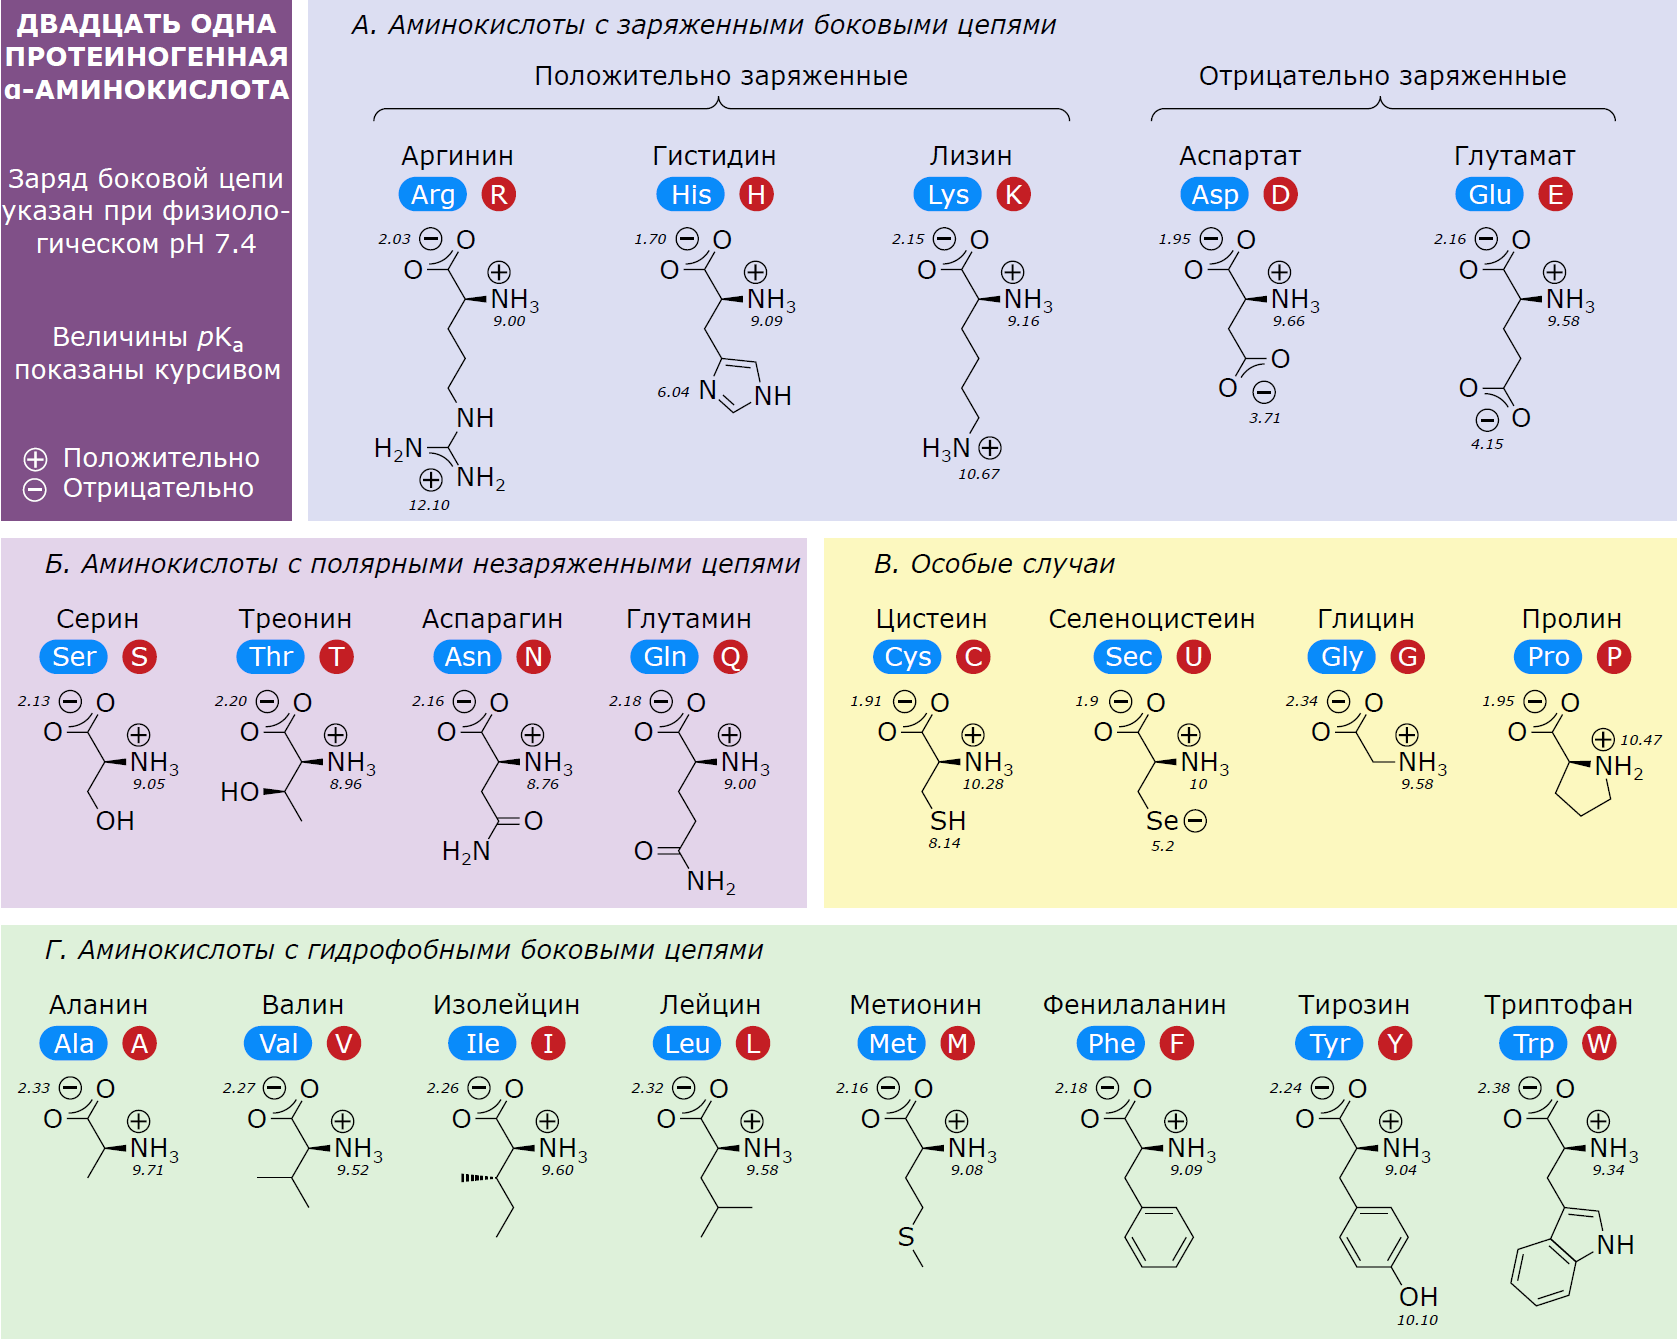 ДВАДЦАТЬ ОДНА
ПРОТЕИНОГЕННАЯ
α–АМИНОКИСЛОТА
Заряд боковой цепи
указан при физиоло-
гическом pH 7.4
Величины pKa
показаны курсивом
⊕ Положительно
⊖ Отрицательно
А. Аминокислоты с заряженными боковыми цепями
Положительно заряженные
Отрицательно заряженные
Аргинин
Arg R
2.03 ⊖ O
O ⊕
NH3
9.00
NH
H2N
⊕ NH2
12.10
Гистидин
His H
1.70 ⊖ O
O ⊕
NH3
9.09
6.04 N
NH
Лизин
Lys K
2.15 ⊖ O
O ⊕
NH3
9.16
H3N ⊕
10.67
Аспартат
Asp D
1.95 ⊖ O
O ⊕
NH3
9.66
O
O ⊖
3.71
Глутамат
Glu E
2.16 ⊖ O
O ⊕
NH3
9.58
O
⊖ O
4.15
Б. Аминокислоты с полярными незаряженными цепями
Серин
Ser S
2.13 ⊖ O
O ⊕
NH3
9.05
OH
Треонин
Thr T
2.20 ⊖ O
O ⊕
NH3
8.96
HO
Аспарагин
Asn N
2.16 ⊖ O
O ⊕
NH3
8.76
O
H2N
Глутамин
Gln Q
2.18 ⊖ O
O ⊕
NH3
9.00
O
NH2
В. Особые случаи
Цистеин
Cys C
1.91 ⊖ O
O ⊕
NH3
10.28
SH
8.14
Селеноцистеин
Sec U
1.9 ⊖ O
O ⊕
NH3
10
Se ⊖
5.2
Глицин
Gly G
2.34 ⊖ O
O ⊕
NH3
9.58
Пролин
Pro P
1.95 ⊖ O
O ⊕ 10.47
NH2
Г. Аминокислоты с гидрофобными боковыми цепями
Аланин
Ala A
2.33 ⊖ O
O ⊕
NH3
9.71
Валин
Val V
2.27 ⊖ O
O ⊕
NH3
9.52
Изолейцин
Ile I
2.26 ⊖ O
O ⊕
NH3
9.60
Лейцин
Leu L
2.32 ⊖ O
O ⊕
NH3
9.58
Метионин
Met M
2.16 ⊖ O
O ⊕
NH3
9.08
S
Фенилаланин
Phe F
2.18 ⊖ O
O ⊕
NH3
9.09
Тирозин
Tyr Y
2.24 ⊖ O
O ⊕
NH3
9.04
OH
10.10
Триптофан
Trp W
2.38 ⊖ O
O ⊕
NH3
9.34
NH